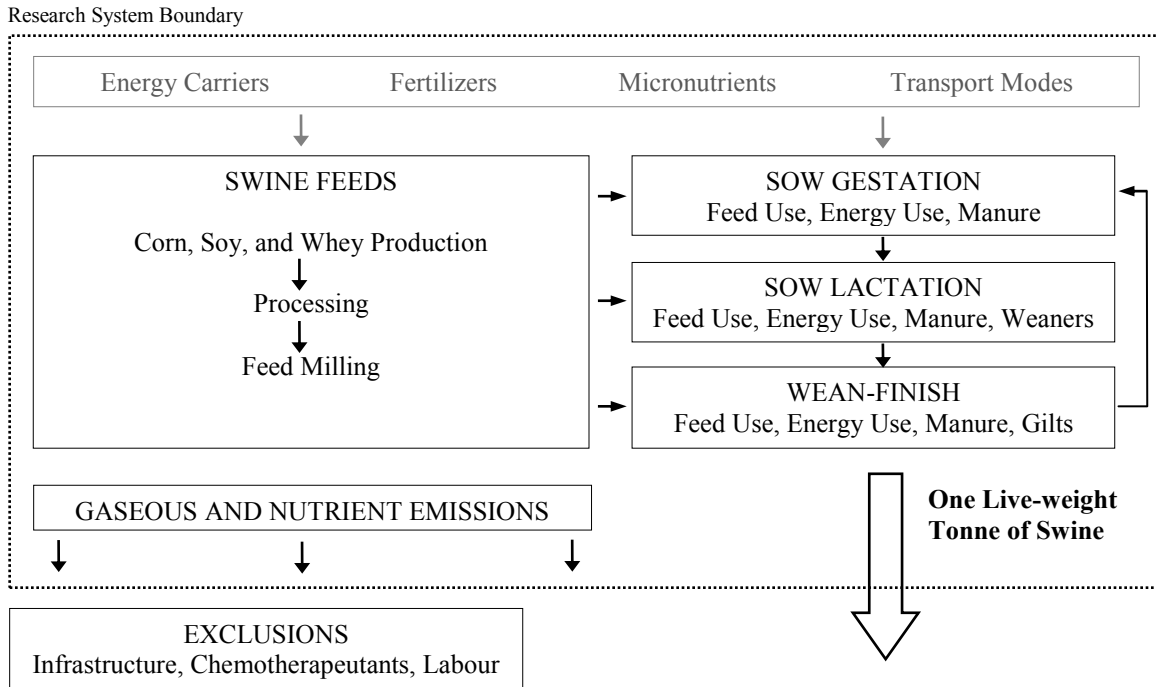 Research System Boundary
Energy Carriers Fertilizers Micronutrients Transport Modes
SWINE FEEDS
Corn, Soy, and Whey Production
Processing
Feed Milling
SOW GESTATION
Feed Use, Energy Use, Manure
SOW LACTATION
Feed Use, Energy Use, Manure, Weaners
WEAN-FINISH
Feed Use, Energy Use, Manure, Gilts
GASEOUS AND NUTRIENT EMISSIONS
One Live-weight
Tonne of Swine
EXCLUSIONS
Infrastructure, Chemotherapeutants, Labour